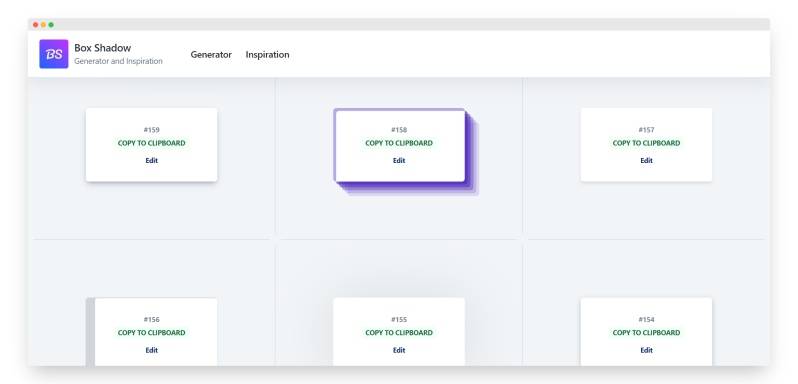 BS
Box Shadow
Generator and Inspiration
Generator
Inspiration
#159
COPY TO CLIPBOARD
Edit
#158
COPY TO CLIPBOARD
Edit
#157
COPY TO CLIPBOARD
Edit
#156
COPY TO CLIPBOARD
Edit
#155
COPY TO CLIPBOARD
Edit
#154
COPY TO CLIPBOARD
Edit